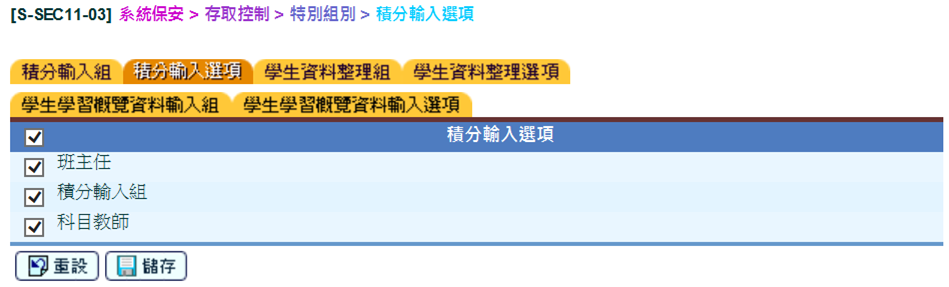 [S-SEC11-03] 系統保安 > 存取控制 > 特別組別 > 積分輸入選項
積分輸入組 積分輸入選項 學生資料整理組 學生資料整理選項
學生學習概覽資料輸入組 學生學習概覽資料輸入選項
積分輸入選項
班主任
積分輸入組
科目教師
重設 儲存